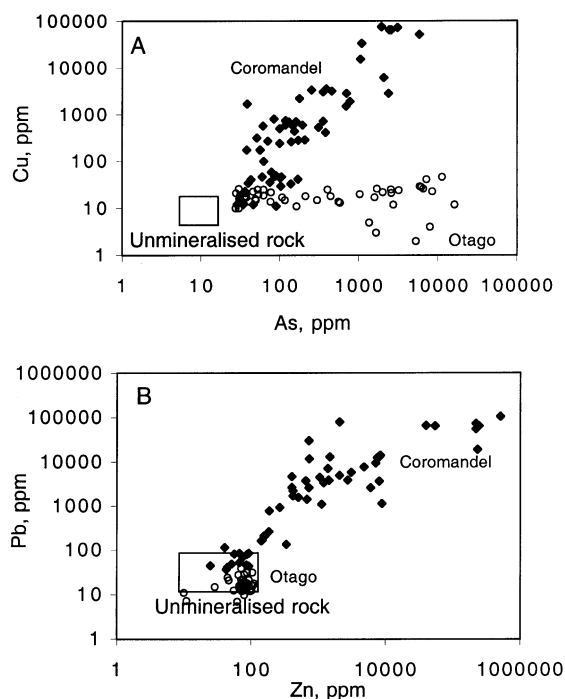 100000
A
10000
Coromandel
1000
Cu, ppm
100
10
Unmineralised rock
Otago
1
1 10 100 1000 10000 100000
As, ppm
1000000
B
100000
10000
Coromandel
1000
Pb, ppm
100
Otago
10
Unmineralised rock
1
1 100 10000 1000000
Zn, ppm